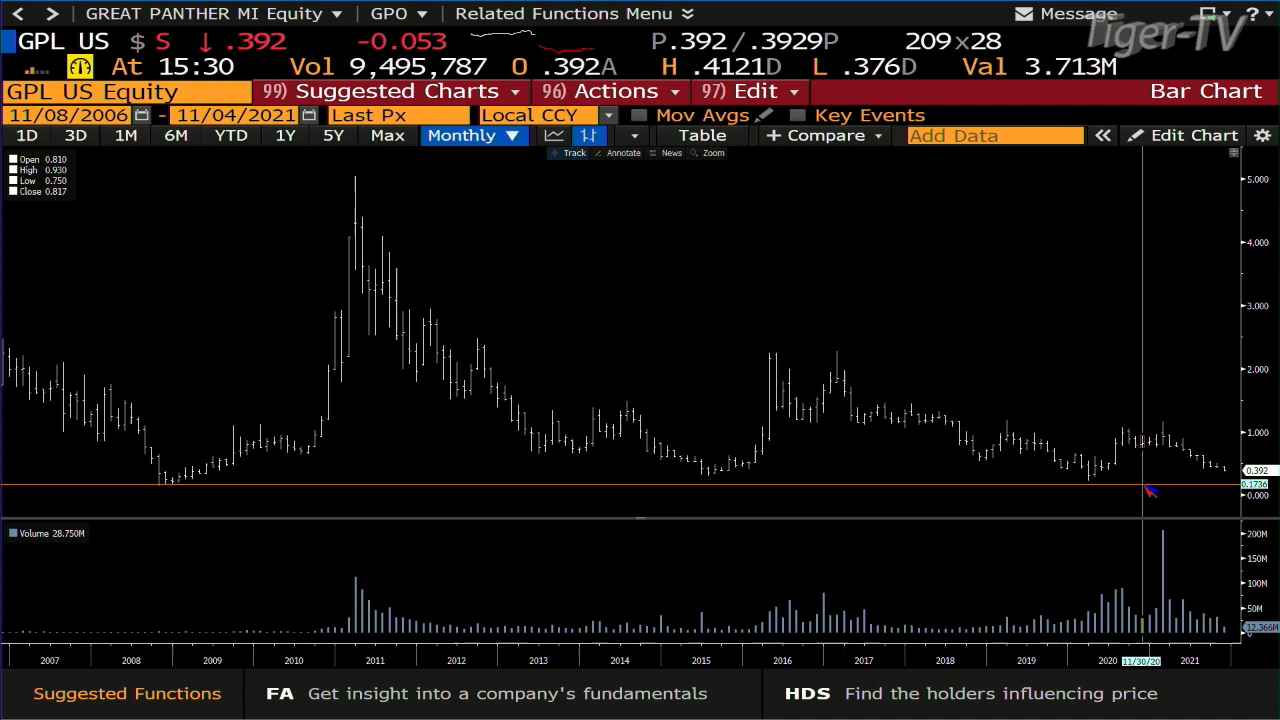 GREAT PANTHER MI Equity GPO Related Functions Menu Message ?
Tiger-TV
GPL US $ S ↓ .392 -0.053 P.392 / .3929P 209x28
At 15:30 Vol 9,495,787 O .392A H .4121D L .376D Val 3.713M
GPL US Equity 99) Suggested Charts 96) Actions 97) Edit Bar Chart
11/08/2006 - 11/04/2021 Last Px Local CCY Mov Avgs Key Events
1D 3D 1M 6M YTD 1Y 5Y Max Monthly ▼ Table + Compare Add Data « Edit Chart
Track Annotate News Zoom
Open 0.810
High 0.930
Low 0.750
Close 0.817
5.000
4.000
3.000
2.000
1.000
0.392
0.1736
0.000
Volume 28.750M
200M
150M
100M
50M
12.366M
0
2007 2008 2009 2010 2011 2012 2013 2014 2015 2016 2017 2018 2019 2020 11/30/20 2021
Suggested Functions FA Get insight into a company's fundamentals HDS Find the holders influencing price